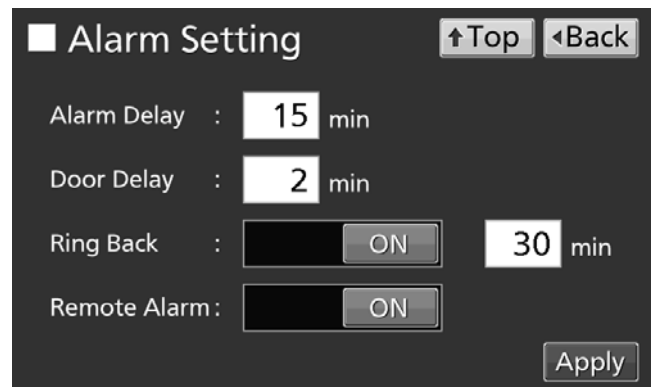 ■ Alarm Setting ↑Top ◂Back
Alarm Delay : 15 min
Door Delay : 2 min
Ring Back : ON 30 min
Remote Alarm: ON
Apply